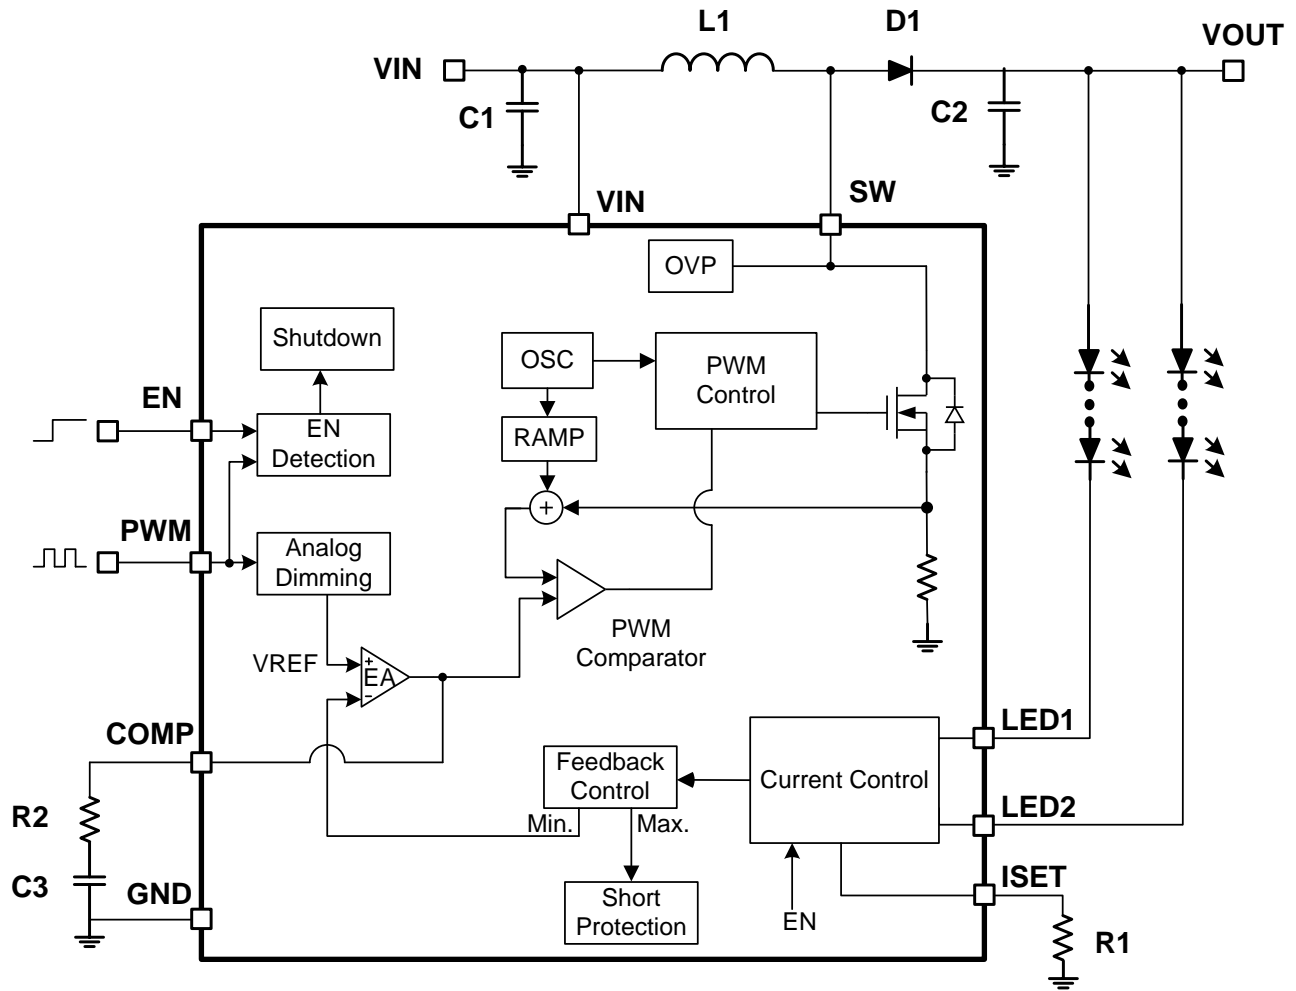 L1
D1
VOUT
VIN
C1
C2
VIN
SW
OVP
Shutdown
OSC
PWM
Control
EN
EN
Detection
RAMP
+
PWM
Analog
Dimming
PWM
Comparator
VREF
+
EA
-
COMP
LED1
Feedback
Control
Current Control
R2
Min.
Max.
LED2
C3
GND
ISET
Short
Protection
EN
R1